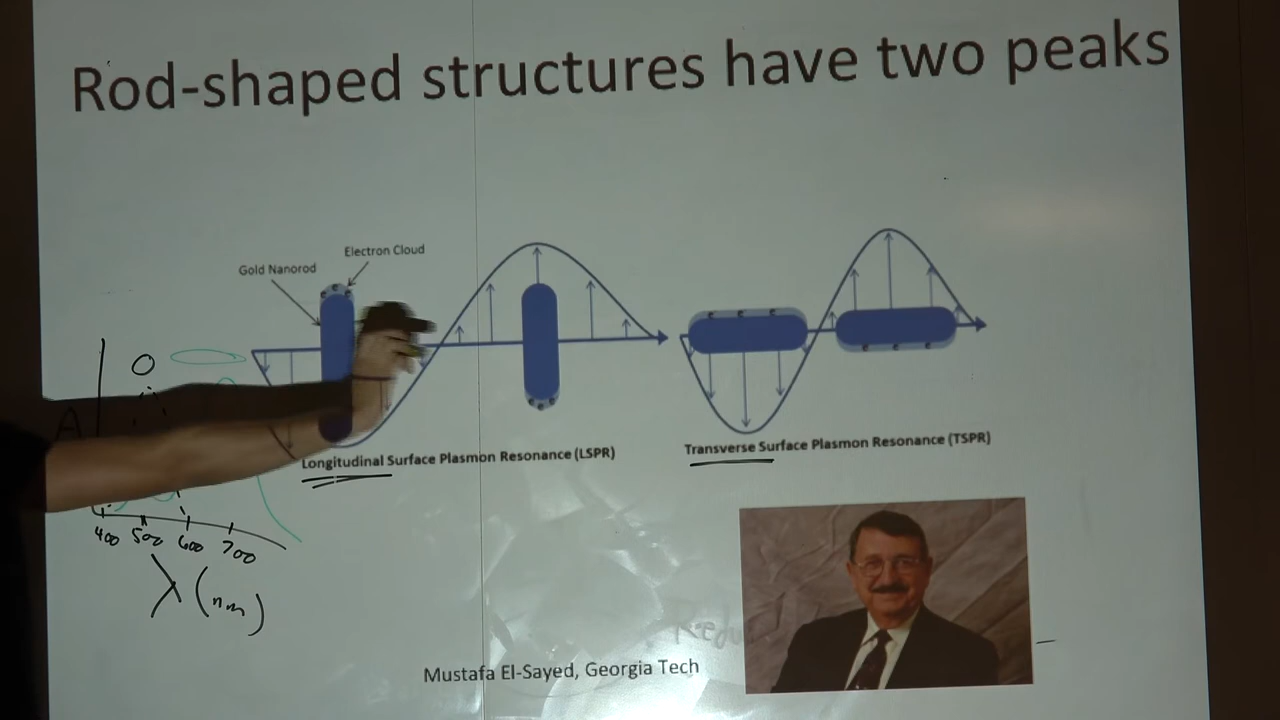 Rod-shaped structures have two peaks
Electron Cloud
Gold Nanorod
O
A
Longitudinal Surface Plasmon Resonance (LSPR)
Transverse Surface Plasmon Resonance (TSPR)
400 500 600 700
λ (nm)
Mustafa El-Sayed, Georgia Tech